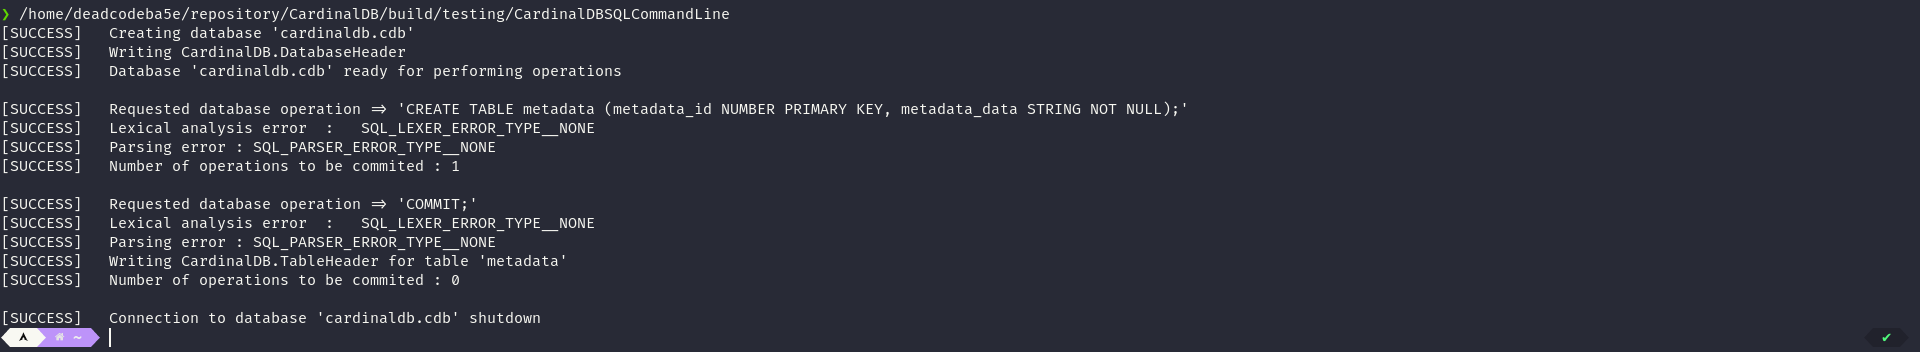 ❯ /home/deadcodeba5e/repository/CardinalDB/build/testing/CardinalDBSQLCommandLine
[SUCCESS]   Creating database 'cardinaldb.cdb'
[SUCCESS]   Writing CardinalDB.DatabaseHeader
[SUCCESS]   Database 'cardinaldb.cdb' ready for performing operations
[SUCCESS]   Requested database operation => 'CREATE TABLE metadata (metadata_id NUMBER PRIMARY KEY, metadata_data STRING NOT NULL);'
[SUCCESS]   Lexical analysis error  :   SQL_LEXER_ERROR_TYPE__NONE
[SUCCESS]   Parsing error : SQL_PARSER_ERROR_TYPE__NONE
[SUCCESS]   Number of operations to be commited : 1
[SUCCESS]   Requested database operation => 'COMMIT;'
[SUCCESS]   Lexical analysis error  :   SQL_LEXER_ERROR_TYPE__NONE
[SUCCESS]   Parsing error : SQL_PARSER_ERROR_TYPE__NONE
[SUCCESS]   Writing CardinalDB.TableHeader for table 'metadata'
[SUCCESS]   Number of operations to be commited : 0
[SUCCESS]   Connection to database 'cardinaldb.cdb' shutdown
~ ✔